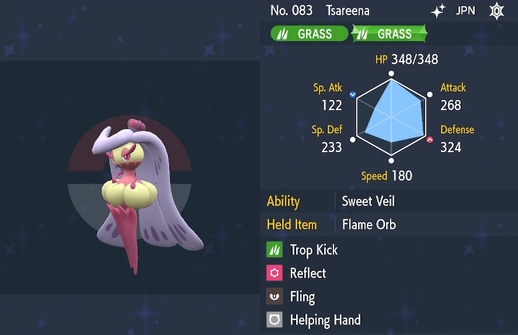 No. 083 Tsareena JPN
GRASS GRASS
HP 348/348
Sp. Atk Attack
122 268
Sp. Def Defense
233 324
Speed 180
Ability Sweet Veil
Held Item Flame Orb
Trop Kick
Reflect
Fling
Helping Hand